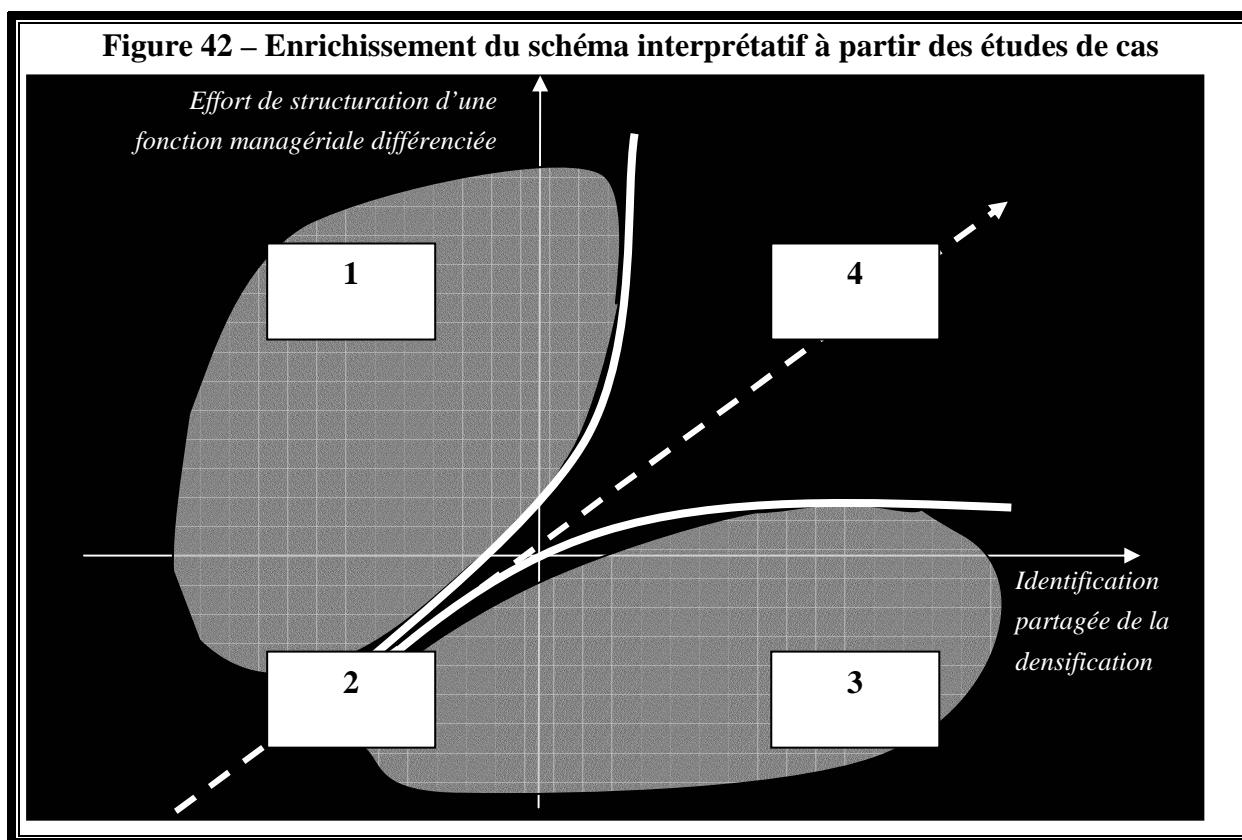 Figure 42 – Enrichissement du schéma interprétatif à partir des études de cas
Effort de structuration d’une
fonction managériale différenciée
1
4
Identification
partagée de la
densification
2
3